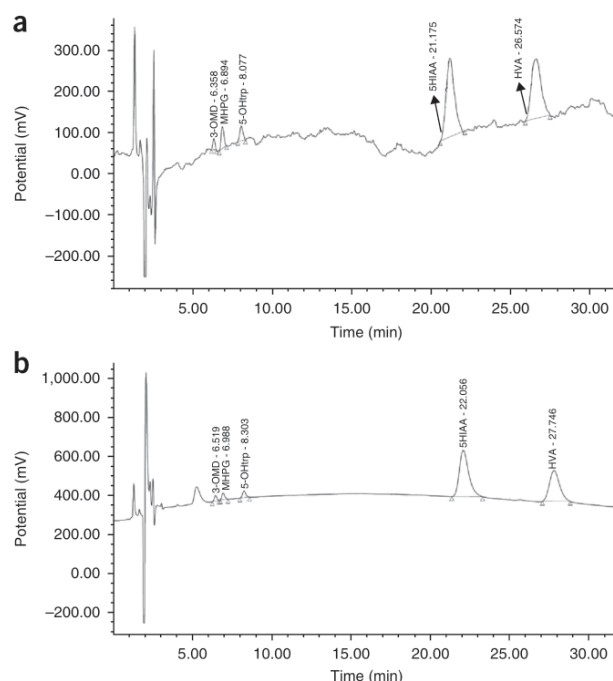 a
300.00
200.00
100.00
0.00
−100.00
−200.00
Potential (mV)
3-OMD - 6.358
MHPG - 6.894
5-OHtrp - 8.077
5HIAA - 21.175
HVA - 26.574
5.00 10.00 15.00 20.00 25.00 30.00
Time (min)
b
1,000.00
800.00
600.00
400.00
200.00
0.00
−200.00
Potential (mV)
3-OMD - 6.519
MHPG - 6.988
5-OHtrp - 8.303
5HIAA - 22.056
HVA - 27.746
5.00 10.00 15.00 20.00 25.00 30.00
Time (min)